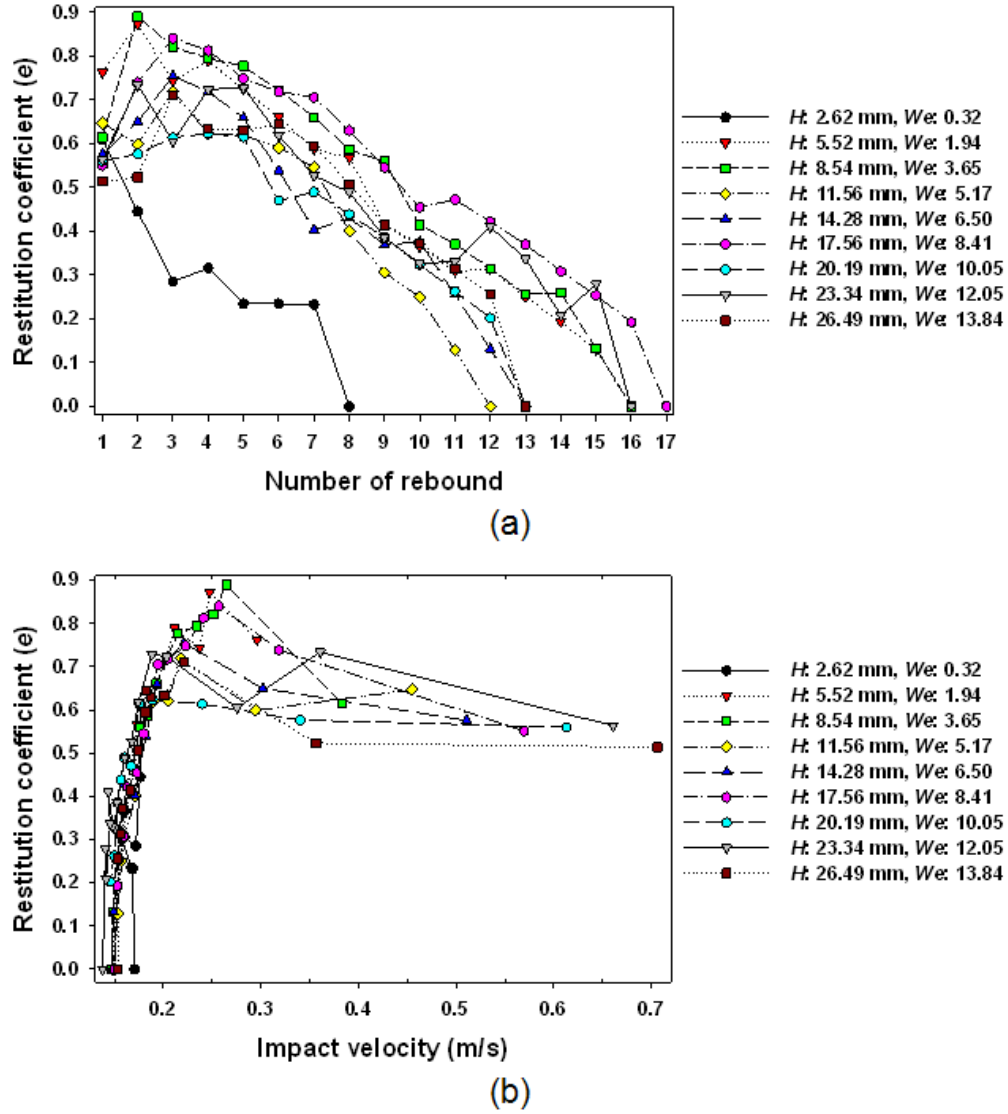 0.9
0.8
0.7
0.6
0.5
0.4
0.3
0.2
0.1
0.0
Restitution coefficient (e)
1 2 3 4 5 6 7 8 9 10 11 12 13 14 15 16 17
Number of rebound
H: 2.62 mm, We: 0.32
H: 5.52 mm, We: 1.94
H: 8.54 mm, We: 3.65
H: 11.56 mm, We: 5.17
H: 14.28 mm, We: 6.50
H: 17.56 mm, We: 8.41
H: 20.19 mm, We: 10.05
H: 23.34 mm, We: 12.05
H: 26.49 mm, We: 13.84
(a)
0.9
0.8
0.7
0.6
0.5
0.4
0.3
0.2
0.1
0.0
Restitution coefficient (e)
0.2 0.3 0.4 0.5 0.6 0.7
Impact velocity (m/s)
H: 2.62 mm, We: 0.32
H: 5.52 mm, We: 1.94
H: 8.54 mm, We: 3.65
H: 11.56 mm, We: 5.17
H: 14.28 mm, We: 6.50
H: 17.56 mm, We: 8.41
H: 20.19 mm, We: 10.05
H: 23.34 mm, We: 12.05
H: 26.49 mm, We: 13.84
(b)